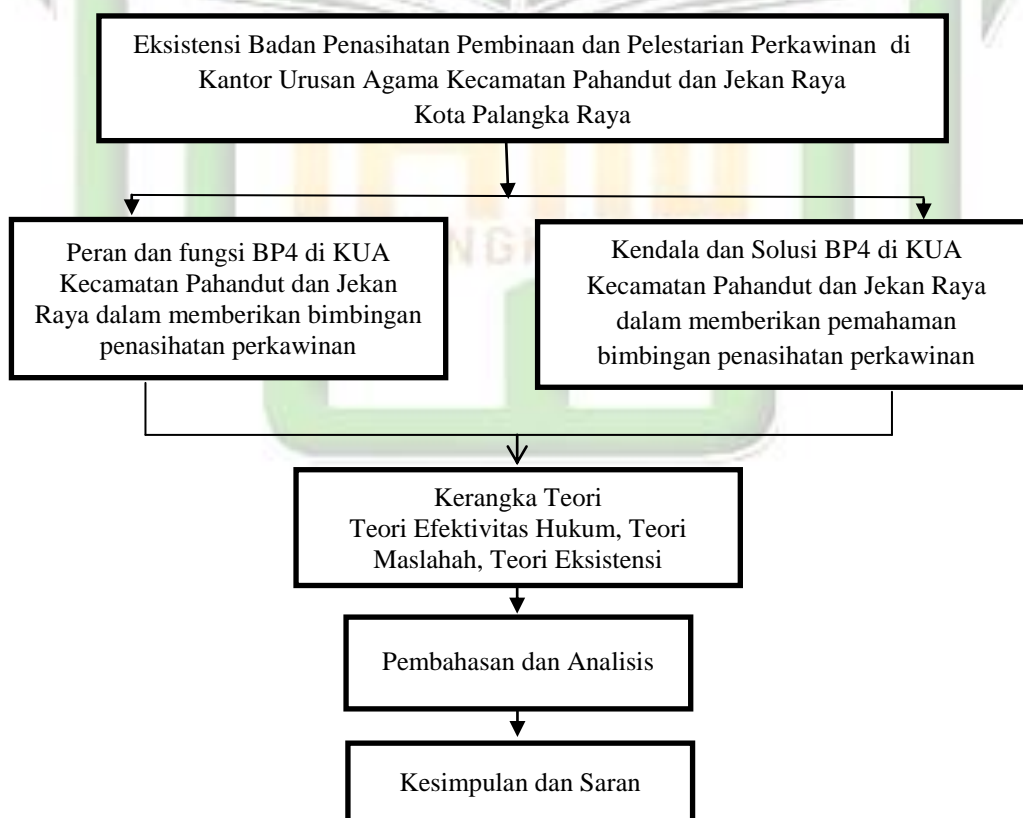 Eksistensi Badan Penasihatan Pembinaan dan Pelestarian Perkawinan di
Kantor Urusan Agama Kecamatan Pahandut dan Jekan Raya
Kota Palangka Raya
Peran dan fungsi BP4 di KUA
Kecamatan Pahandut dan Jekan
Raya dalam memberikan bimbingan
penasihatan perkawinan
Kendala dan Solusi BP4 di KUA
Kecamatan Pahandut dan Jekan Raya
dalam memberikan pemahaman
bimbingan penasihatan perkawinan
Kerangka Teori
Teori Efektivitas Hukum, Teori
Maslahah, Teori Eksistensi
Pembahasan dan Analisis
Kesimpulan dan Saran